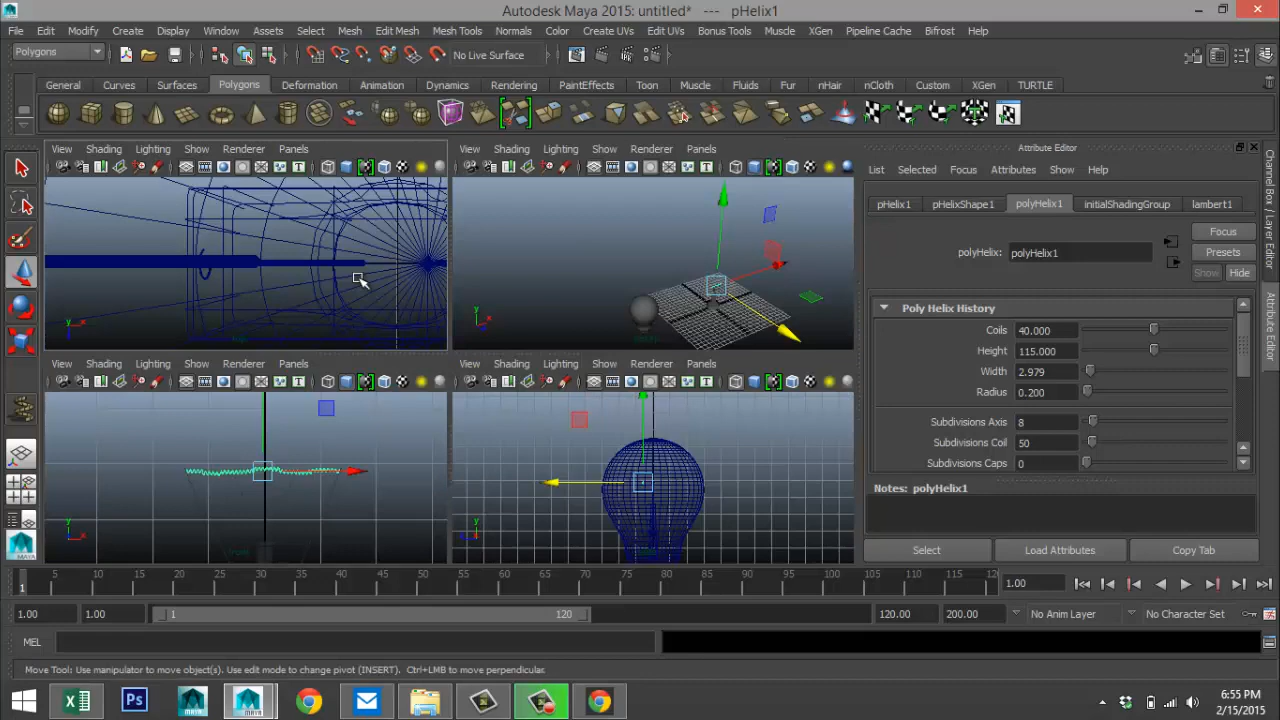 Autodesk Maya 2015: untitled* --- pHelix1
File Edit Modify Create Display Window Assets Select Mesh Edit Mesh Mesh Tools Normals Color Create UVs Edit UVs Bonus Tools Muscle XGen Pipeline Cache Bifrost Help
Polygons No Live Surface
General Curves Surfaces Polygons Deformation Animation Dynamics Rendering PaintEffects Toon Muscle Fluids Fur nHair nCloth Custom XGen TURTLE
View Shading Lighting Show Renderer Panels
View Shading Lighting Show Renderer Panels
Attribute Editor
List Selected Focus Attributes Show Help
pHelix1 pHelixShape1 polyHelix1 initialShadingGroup lambert1
Focus
polyHelix: polyHelix1 Presets
Show Hide
Poly Helix History
Coils 40.000
Height 115.000
Width 2.979
Radius 0.200
Subdivisions Axis 8
Subdivisions Coil 50
Subdivisions Caps 0
Notes: polyHelix1
Select Load Attributes Copy Tab
Channel Box / Layer Editor
Attribute Editor
View Shading Lighting Show Renderer Panels
View Shading Lighting Show Renderer Panels
5 10 15 20 25 30 35 40 45 50 55 60 65 70 75 80 85 90 95 100 105 110 115 120
1 1.00
1.00 1.00 1 120 120.00 200.00 No Anim Layer No Character Set
MEL
Move Tool: Use manipulator to move object(s). Use edit mode to change pivot (INSERT). Ctrl+LMB to move perpendicular.
6:55 PM
2/15/2015